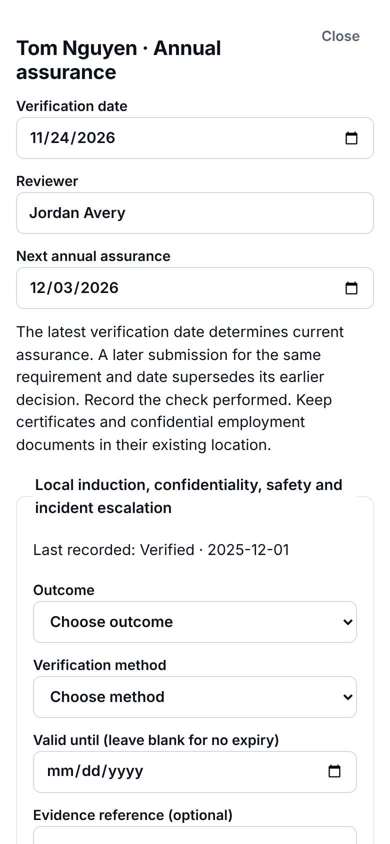 Close
Tom Nguyen · Annual
assurance
Verification date
11/24/2026
Reviewer
Jordan Avery
Next annual assurance
12/03/2026
The latest verification date determines current
assurance. A later submission for the same
requirement and date supersedes its earlier
decision. Record the check performed. Keep
certificates and confidential employment
documents in their existing location.
Local induction, confidentiality, safety and
incident escalation
Last recorded: Verified · 2025-12-01
Outcome
Choose outcome
Verification method
Choose method
Valid until (leave blank for no expiry)
mm/dd/yyyy
Evidence reference (optional)